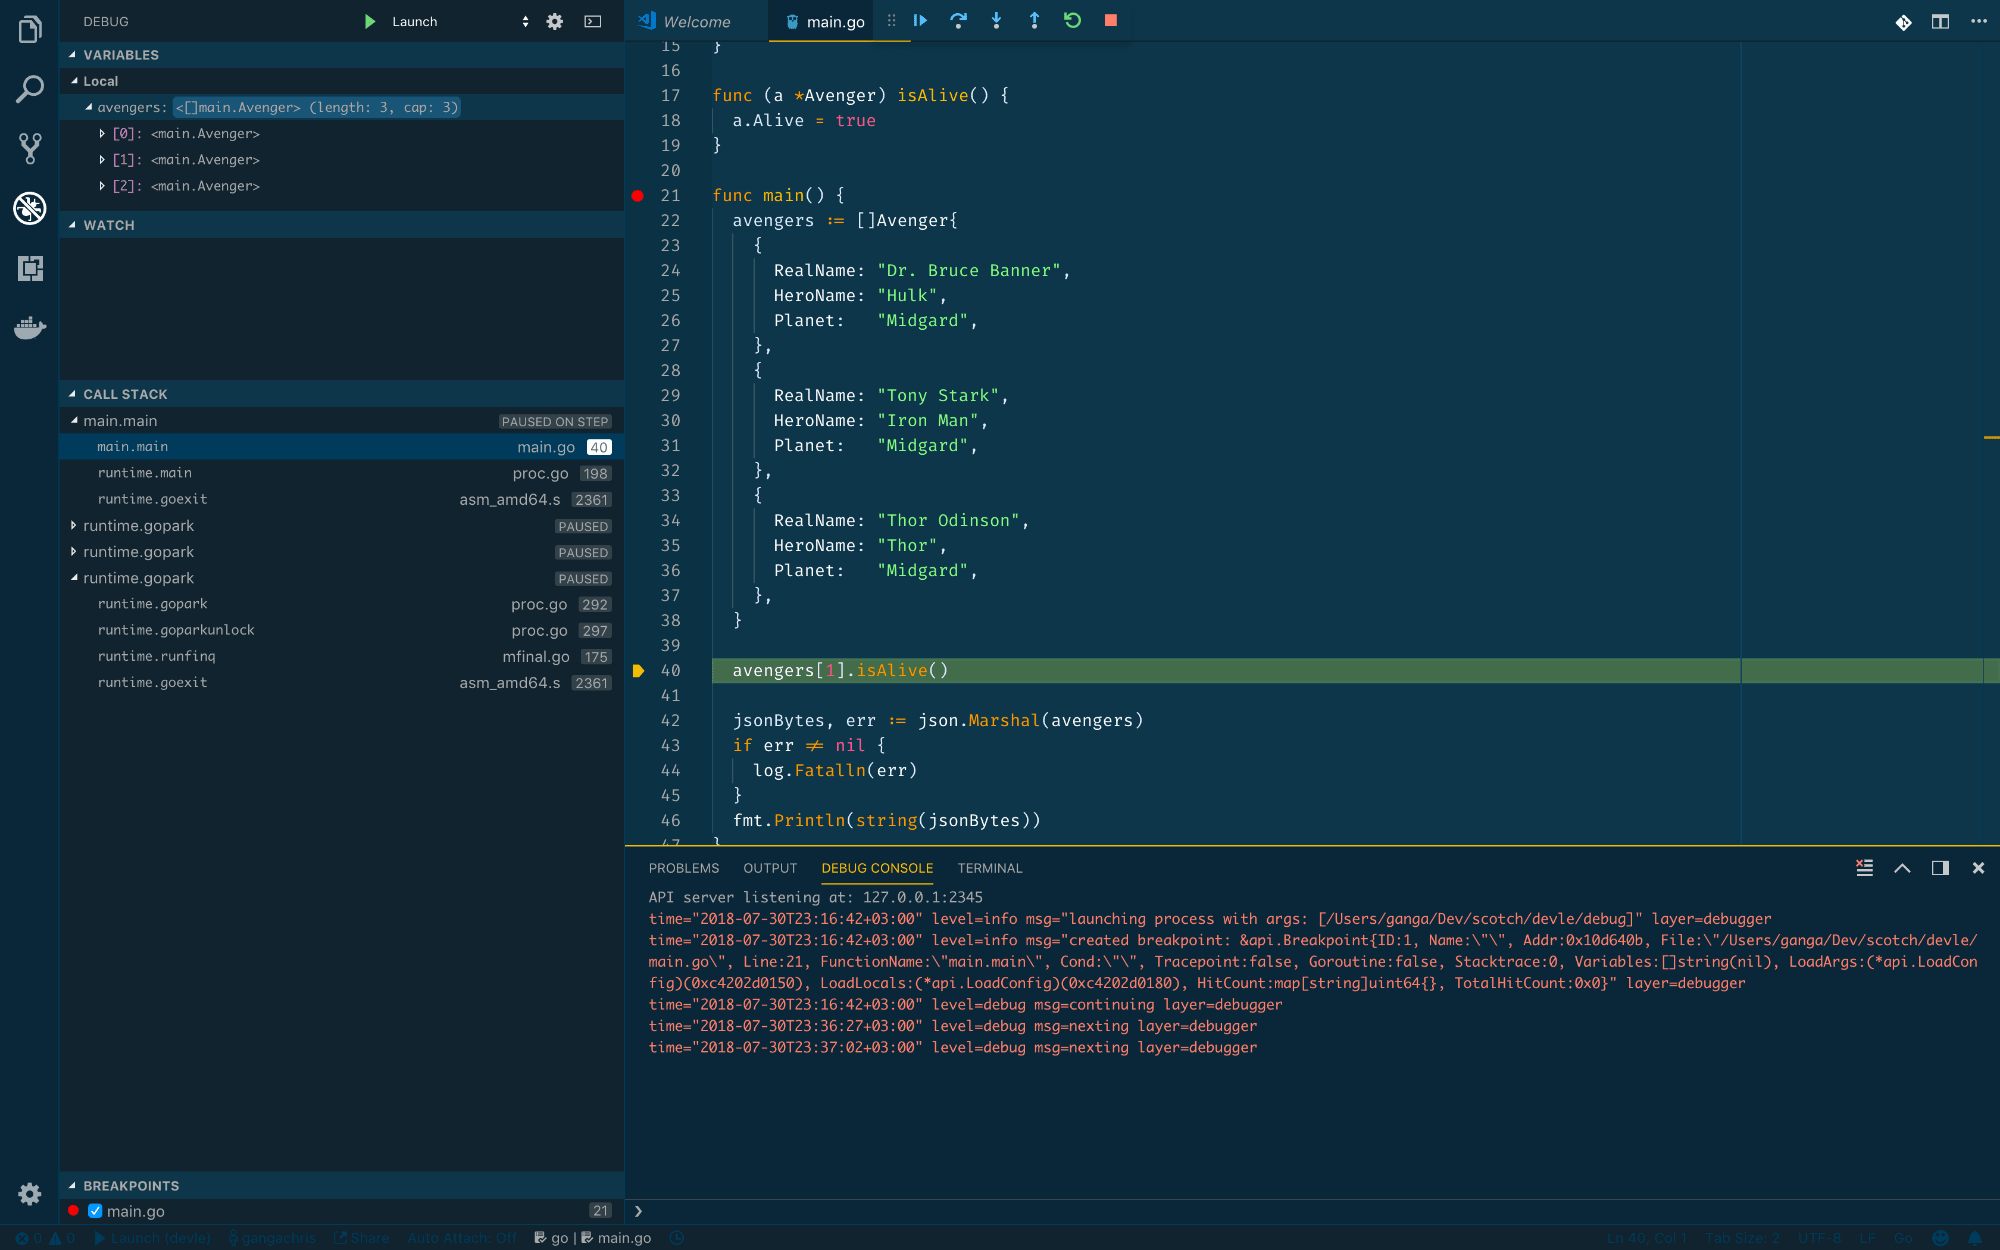 DEBUG
Launch
VARIABLES
Local
avengers: <[]main.Avenger> (length: 3, cap: 3)
[0]: <main.Avenger>
[1]: <main.Avenger>
[2]: <main.Avenger>
WATCH
CALL STACK
main.main PAUSED ON STEP
main.main main.go 40
runtime.main proc.go 198
runtime.goexit asm_amd64.s 2361
runtime.gopark PAUSED
runtime.gopark PAUSED
runtime.gopark PAUSED
runtime.gopark proc.go 292
runtime.goparkunlock proc.go 297
runtime.runfinq mfinal.go 175
runtime.goexit asm_amd64.s 2361
BREAKPOINTS
main.go 21
Welcome main.go
15 }
16
17 func (a *Avenger) isAlive() {
18 a.Alive = true
19 }
20
21 func main() {
22 avengers := []Avenger{
23 {
24 RealName: "Dr. Bruce Banner",
25 HeroName: "Hulk",
26 Planet: "Midgard",
27 },
28 {
29 RealName: "Tony Stark",
30 HeroName: "Iron Man",
31 Planet: "Midgard",
32 },
33 {
34 RealName: "Thor Odinson",
35 HeroName: "Thor",
36 Planet: "Midgard",
37 },
38 }
39
40 avengers[1].isAlive()
41
42 jsonBytes, err := json.Marshal(avengers)
43 if err ≠ nil {
44 log.Fatalln(err)
45 }
46 fmt.Println(string(jsonBytes))
47 }
PROBLEMS OUTPUT DEBUG CONSOLE TERMINAL
API server listening at: 127.0.0.1:2345
time="2018-07-30T23:16:42+03:00" level=info msg="launching process with args: [/Users/ganga/Dev/scotch/devle/debug]" layer=debugger
time="2018-07-30T23:16:42+03:00" level=info msg="created breakpoint: &api.Breakpoint{ID:1, Name:\"\", Addr:0x10d640b, File:\"/Users/ganga/Dev/scotch/devle/
main.go\", Line:21, FunctionName:\"main.main\", Cond:\"\", Tracepoint:false, Goroutine:false, Stacktrace:0, Variables:[]string(nil), LoadArgs:(*api.LoadCon
fig)(0xc4202d0150), LoadLocals:(*api.LoadConfig)(0xc4202d0180), HitCount:map[string]uint64{}, TotalHitCount:0x0}" layer=debugger
time="2018-07-30T23:16:42+03:00" level=debug msg=continuing layer=debugger
time="2018-07-30T23:36:27+03:00" level=debug msg=nexting layer=debugger
time="2018-07-30T23:37:02+03:00" level=debug msg=nexting layer=debugger
0 0 Launch (devle) gangachris Share Auto Attach: Off go | main.go Ln 40, Col 1 Tab Size: 2 UTF-8 LF Go